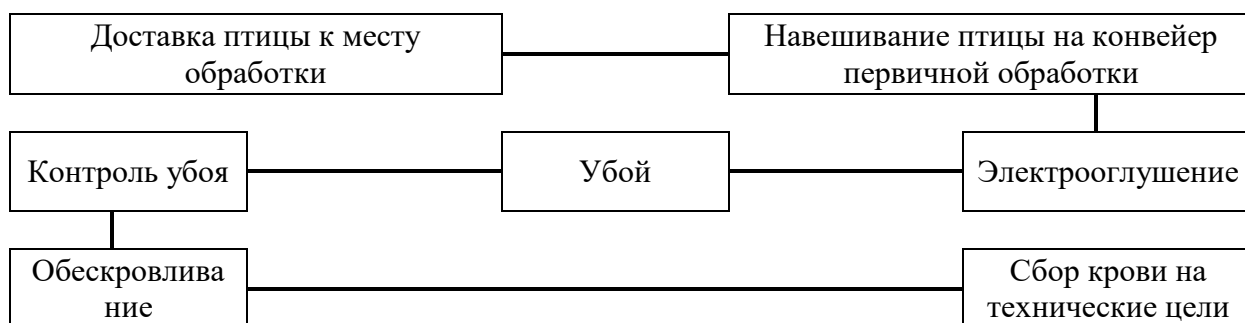 Доставка птицы к месту
обработки
Навешивание птицы на конвейер
первичной обработки
Контроль убоя
Убой
Электрооглушение
Обескровлива
ние
Сбор крови на
технические цели